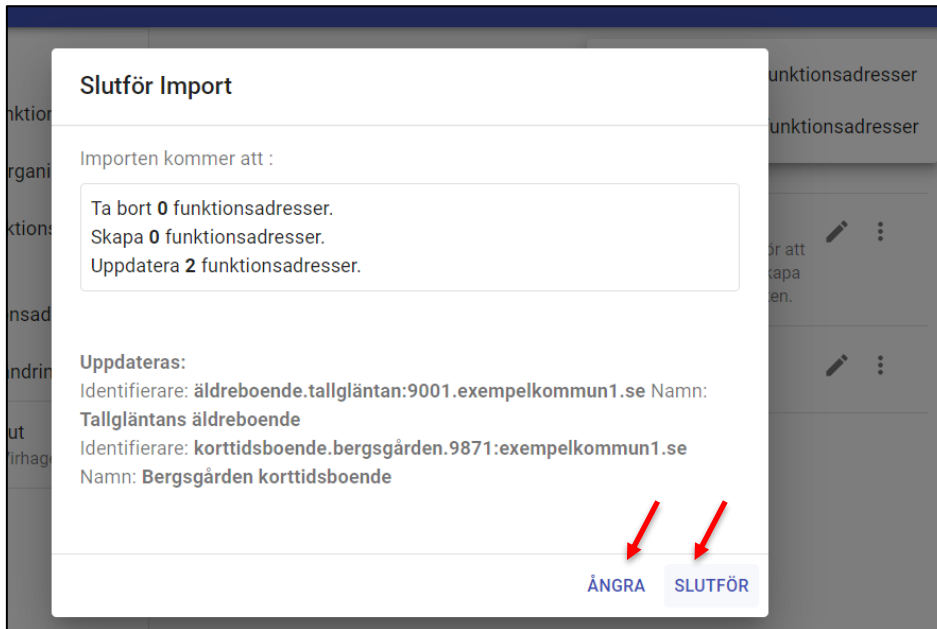 Slutför Import
unktionsadresser
unktionsadresser
nktior
rgani
Importen kommer att :
Ta bort 0 funktionsadresser.
Skapa 0 funktionsadresser.
Uppdatera 2 funktionsadresser.
ktions
ör att
kapa
ken.
nsad
ndrin
Uppdateras:
Identifierare: äldreboende.tallgläntan:9001.exempelkommun1.se Namn:
Tallgläntans äldreboende
Identifierare: korttidsboende.bergsgården.9871:exempelkommun1.se
Namn: Bergsgården korttidsboende
ut
irhage
ÅNGRA SLUTFÖR